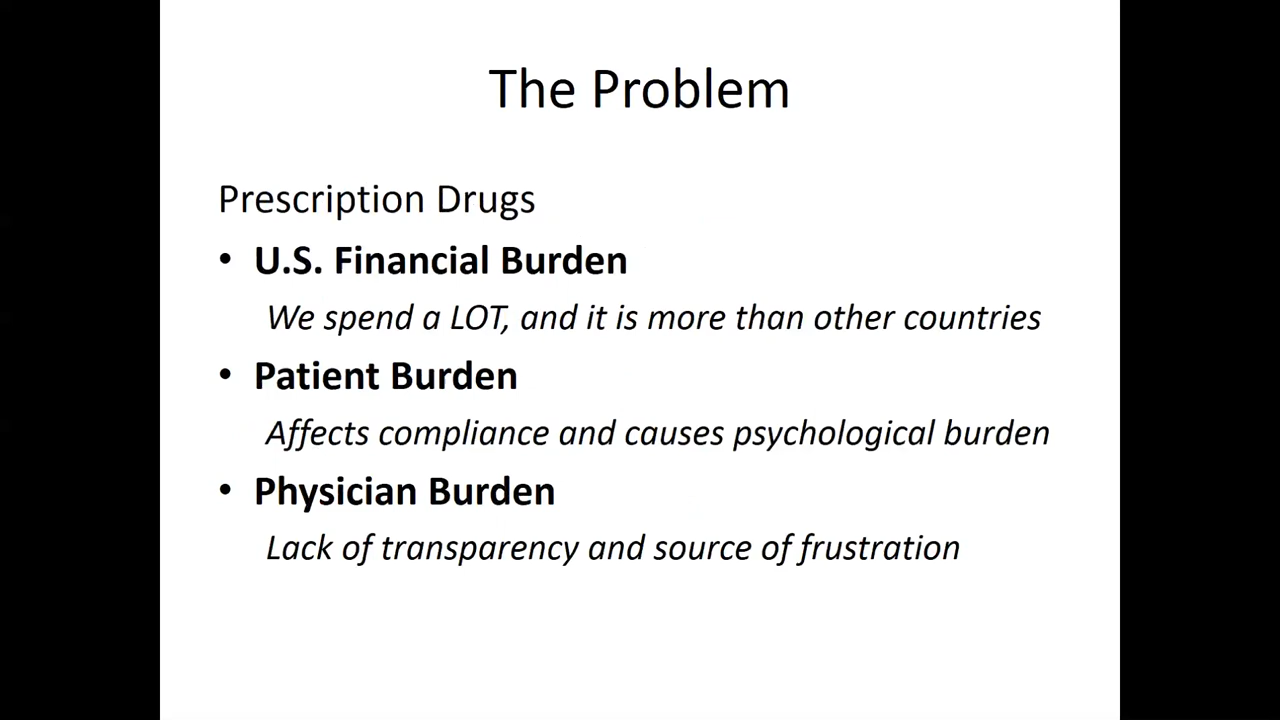 The Problem
Prescription Drugs
• U.S. Financial Burden
We spend a LOT, and it is more than other countries
• Patient Burden
Affects compliance and causes psychological burden
• Physician Burden
Lack of transparency and source of frustration